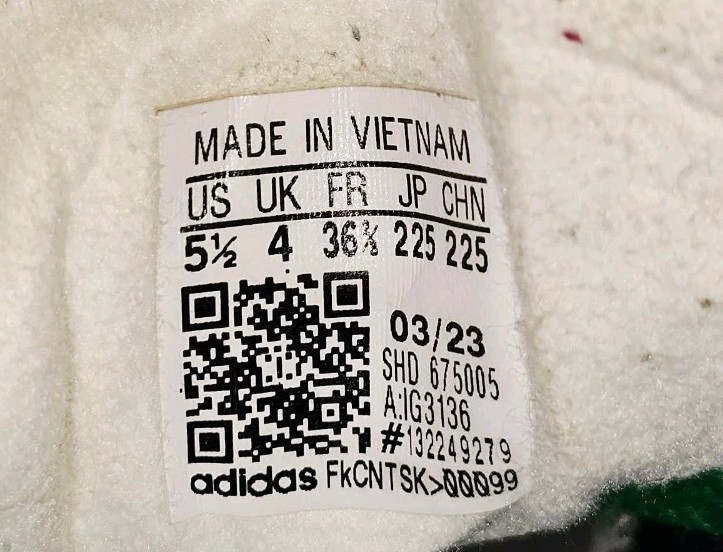 MADE IN VIETNAM
US UK FR JP CHN
5½ 4 36⅔ 225 225
03/23
SHD 675005
A:IG3136
#132249279
adidas FkCNTSK>QQQ99